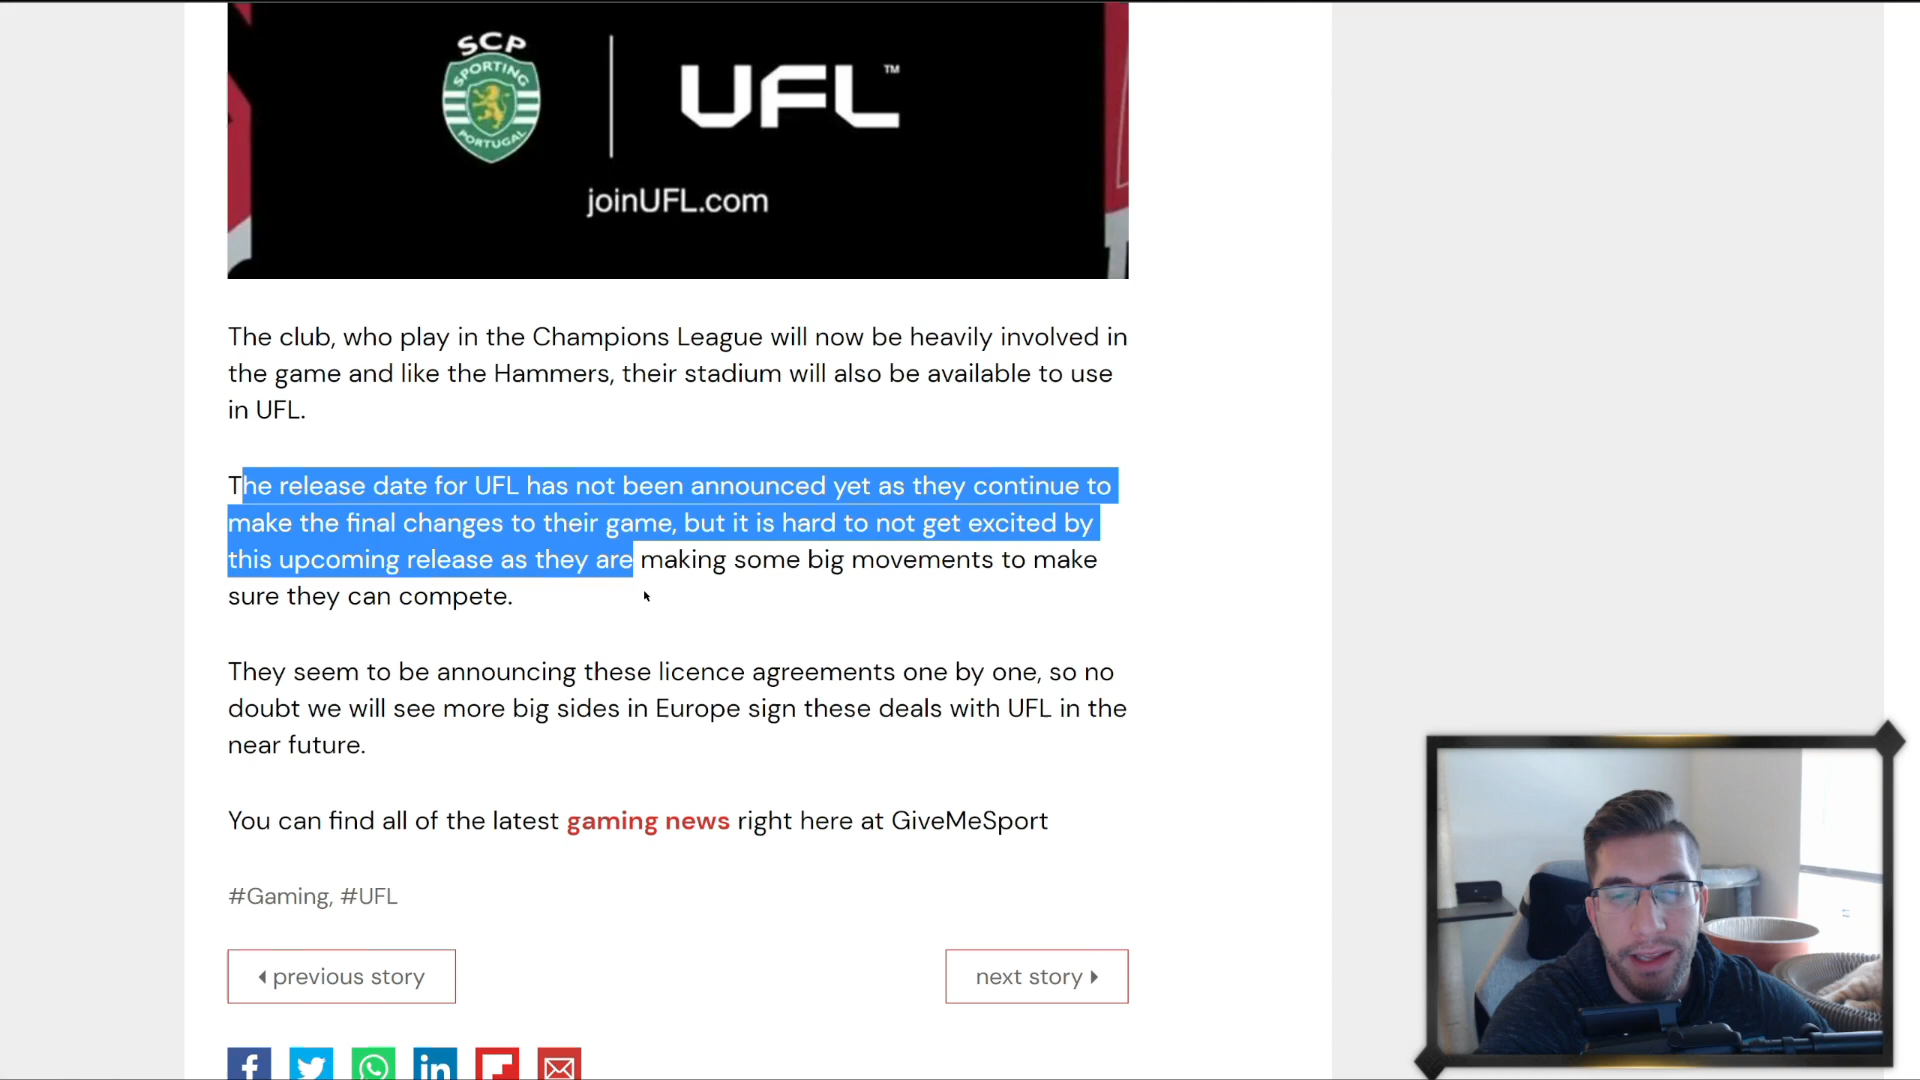 SCP
SPORTING
PORTUGAL
UFL™
joinUFL.com
The club, who play in the Champions League will now be heavily involved in
the game and like the Hammers, their stadium will also be available to use
in UFL.
The release date for UFL has not been announced yet as they continue to
make the final changes to their game, but it is hard to not get excited by
this upcoming release as they are making some big movements to make
sure they can compete.
They seem to be announcing these licence agreements one by one, so no
doubt we will see more big sides in Europe sign these deals with UFL in the
near future.
You can find all of the latest gaming news right here at GiveMeSport
#Gaming, #UFL
previous story
next story